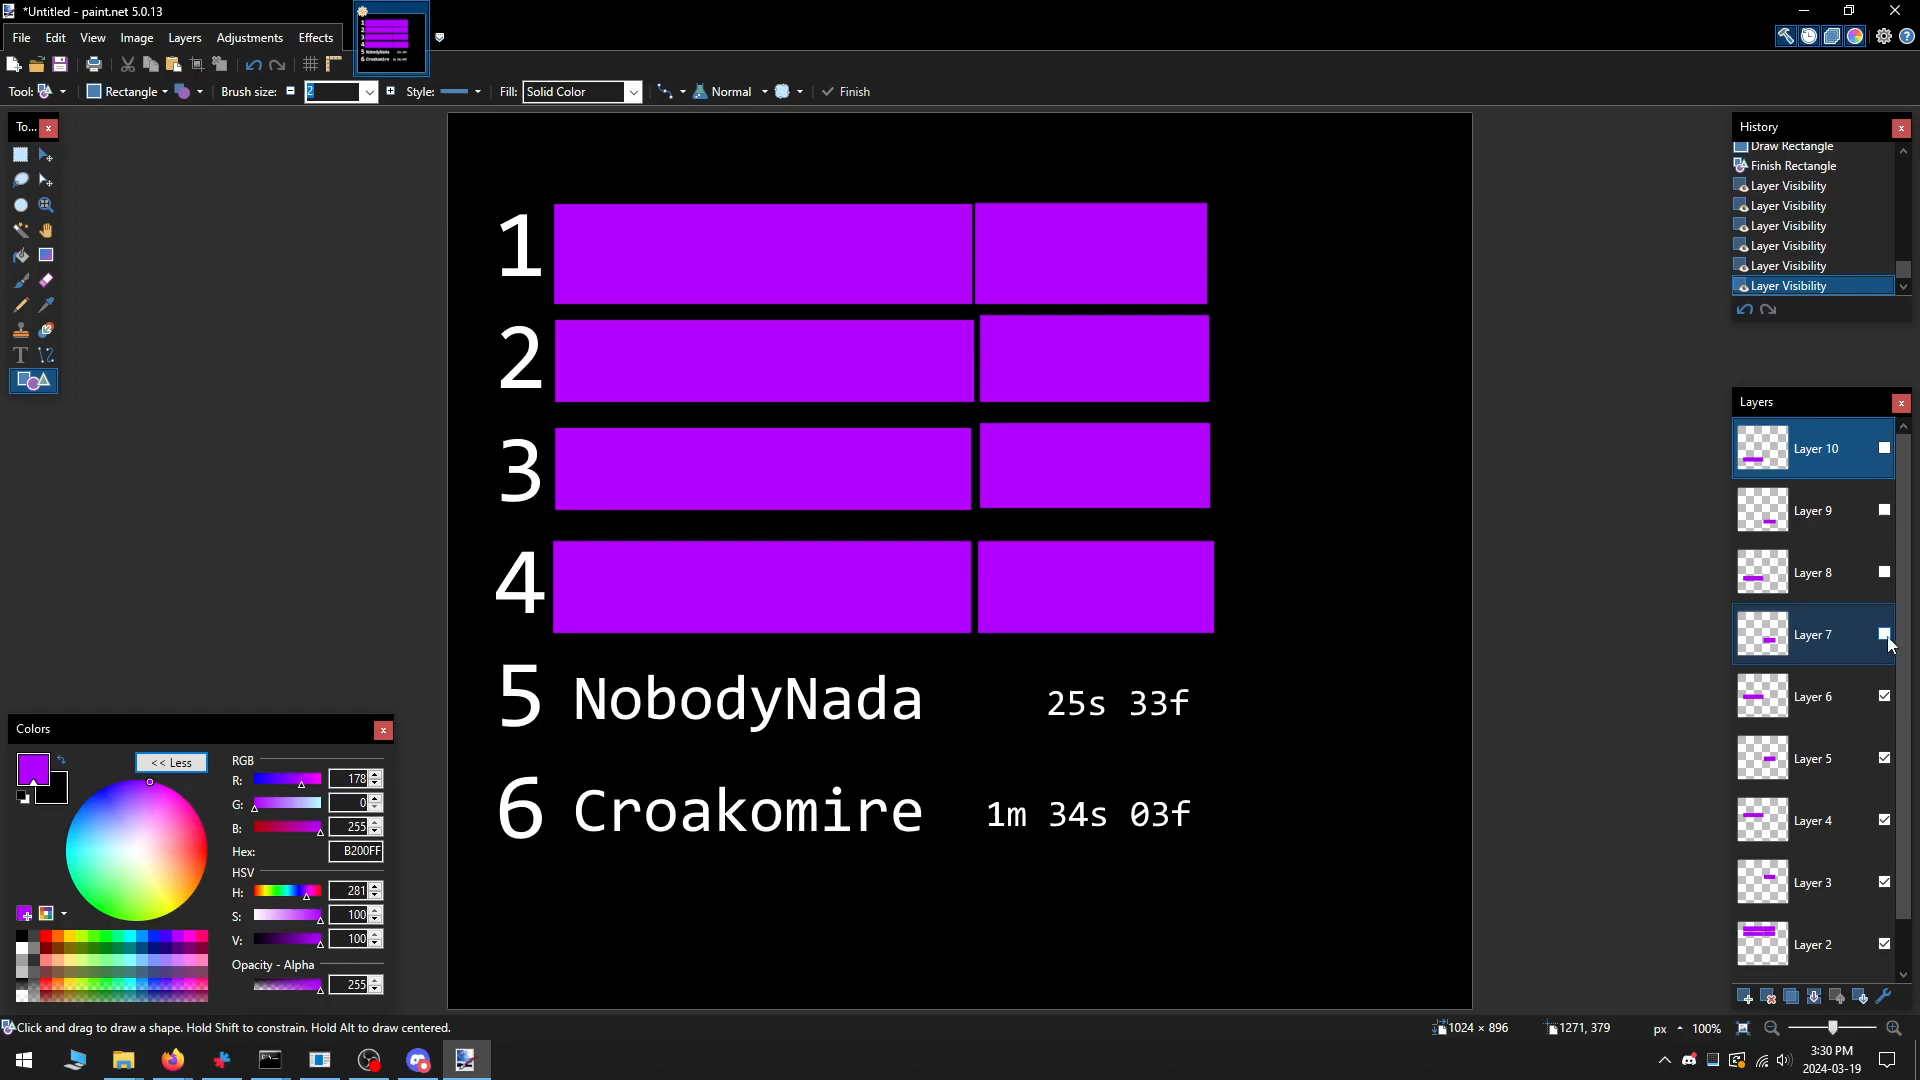 *Untitled - paint.net 5.0.13
File Edit View Image Layers Adjustments Effects
Tool: Rectangle Brush size: 2 Style: Fill: Solid Color Normal Finish
To...
History
Draw Rectangle
Finish Rectangle
Layer Visibility
Layer Visibility
Layer Visibility
Layer Visibility
Layer Visibility
Layer Visibility
1
2
3
4
5 NobodyNada 25s 33f
6 Croakomire 1m 34s 03f
Layers
Layer 10
Layer 9
Layer 8
Layer 7
Layer 6
Layer 5
Layer 4
Layer 3
Layer 2
Colors
<< Less
RGB
R: 178
G: 0
B: 255
Hex: B200FF
HSV
H: 281
S: 100
V: 100
Opacity - Alpha
255
Click and drag to draw a shape. Hold Shift to constrain. Hold Alt to draw centered.
1024 × 896 1271, 379 px 100%
3:30 PM
2024-03-19